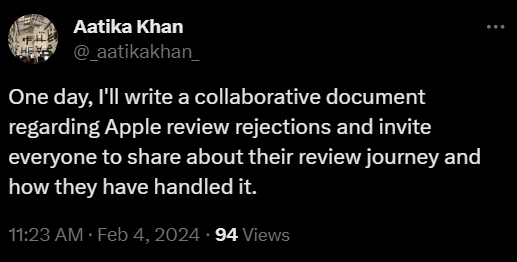 Aatika Khan
@_aatikakhan_
One day, I'll write a collaborative document
regarding Apple review rejections and invite
everyone to share about their review journey and
how they have handled it.
11:23 AM · Feb 4, 2024 · 94 Views